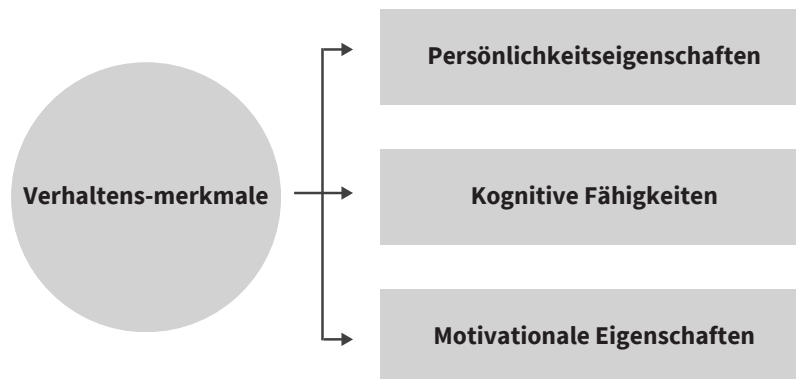 Persönlichkeitseigenschaften
Verhaltens-merkmale
Kognitive Fähigkeiten
Motivationale Eigenschaften